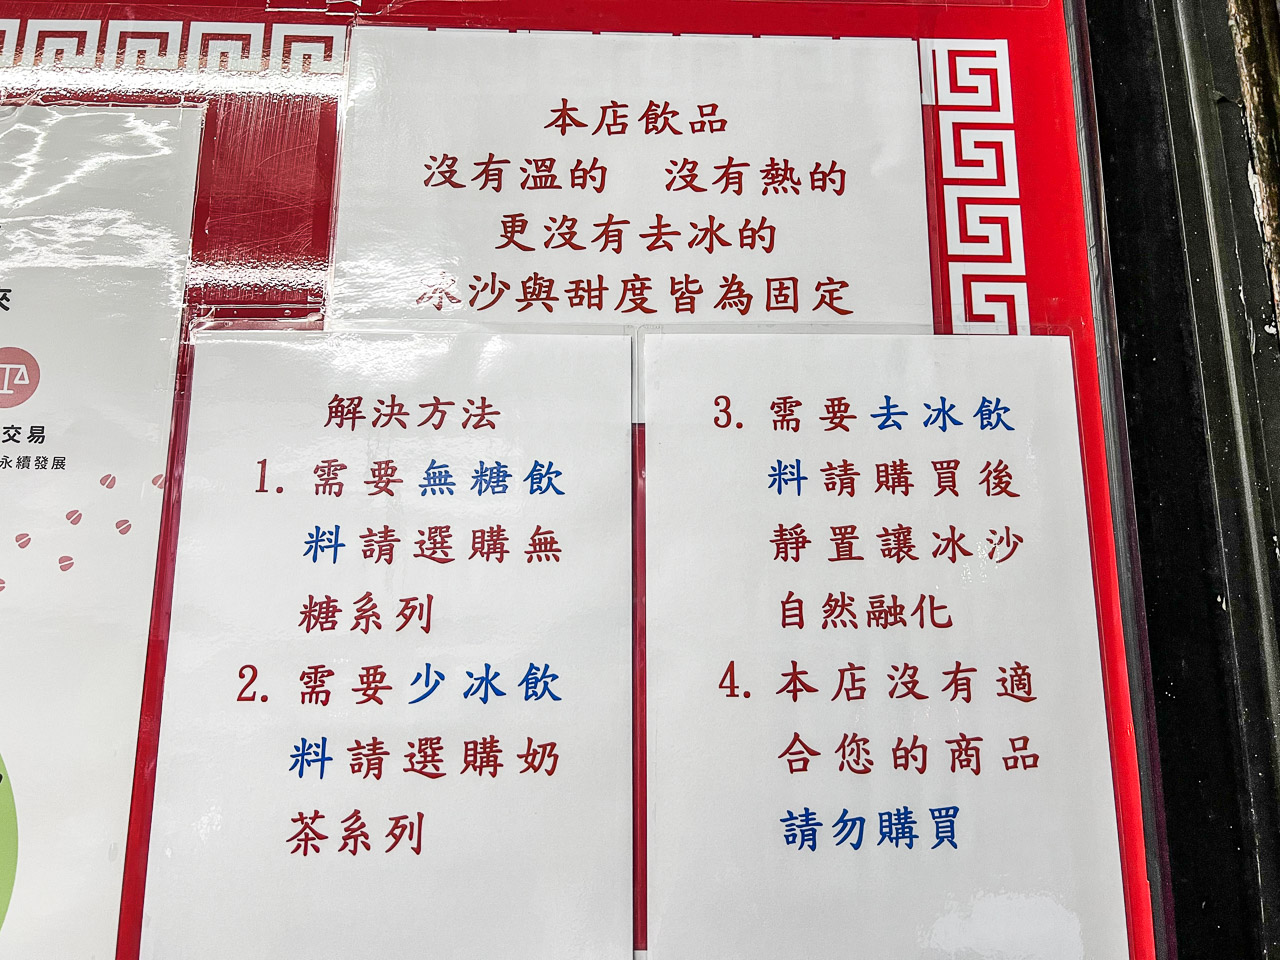 本店飲品
沒有溫的　沒有熱的
更沒有去冰的
冰沙與甜度皆為固定
解決方法
1. 需要無糖飲
料請選購無
糖系列
2. 需要少冰飲
料請選購奶
茶系列
3. 需要去冰飲
料請購買後
靜置讓冰沙
自然融化
4. 本店沒有適
合您的商品
請勿購買
交易
永續發展